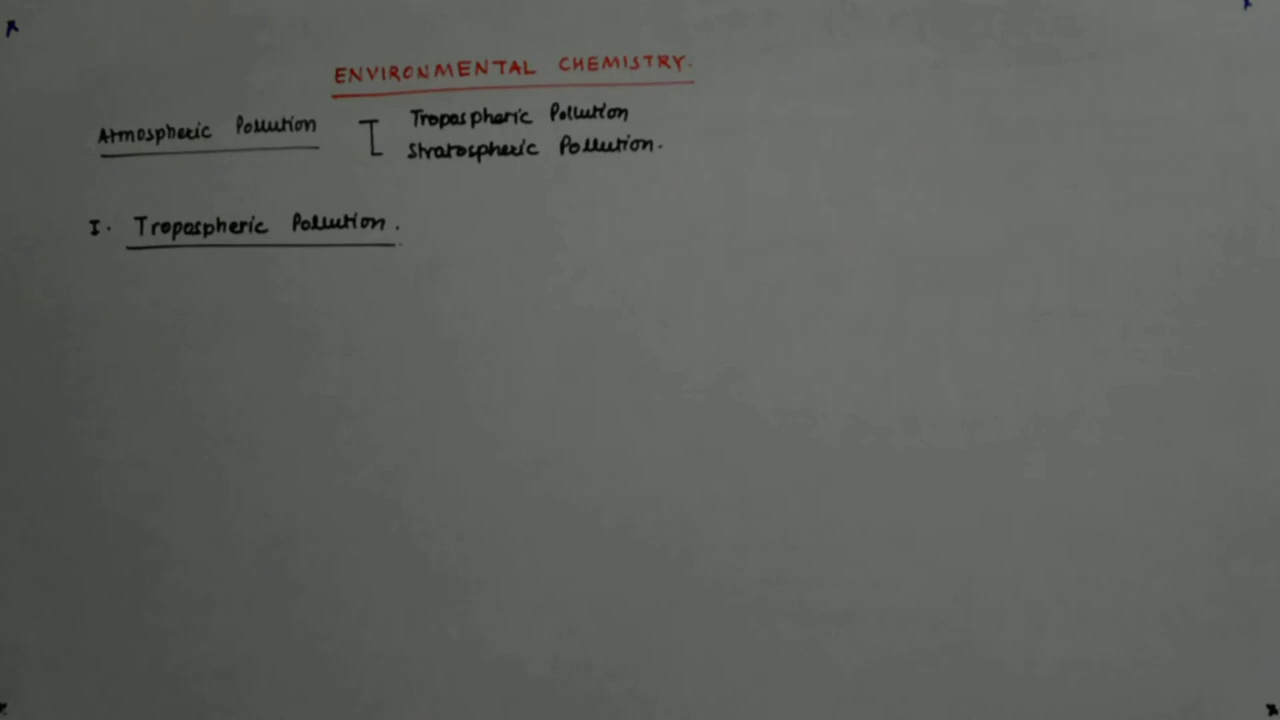 ENVIRONMENTAL CHEMISTRY.
Atmospheric Pollution
Tropospheric Pollution
Stratospheric Pollution.
I. Tropospheric Pollution.